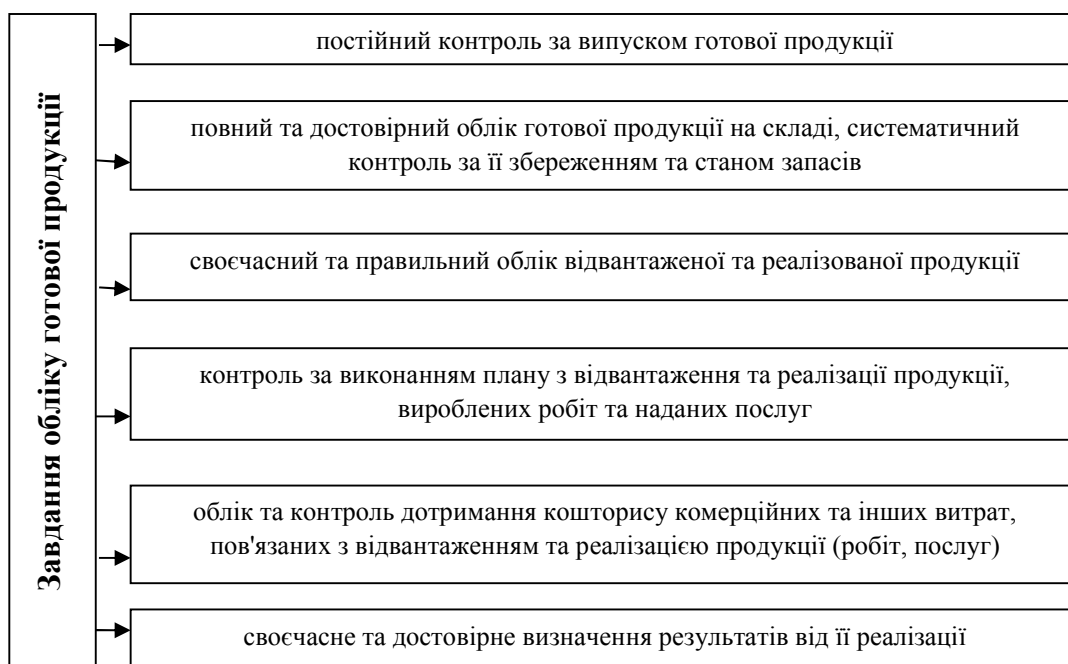 Завдання обліку готової продукції
постійний контроль за випуском готової продукції
повний та достовірний облік готової продукції на складі, систематичний
контроль за її збереженням та станом запасів
своєчасний та правильний облік відвантаженої та реалізованої продукції
контроль за виконанням плану з відвантаження та реалізації продукції,
вироблених робіт та наданих послуг
облік та контроль дотримання кошторису комерційних та інших витрат,
пов'язаних з відвантаженням та реалізацією продукції (робіт, послуг)
своєчасне та достовірне визначення результатів від її реалізації